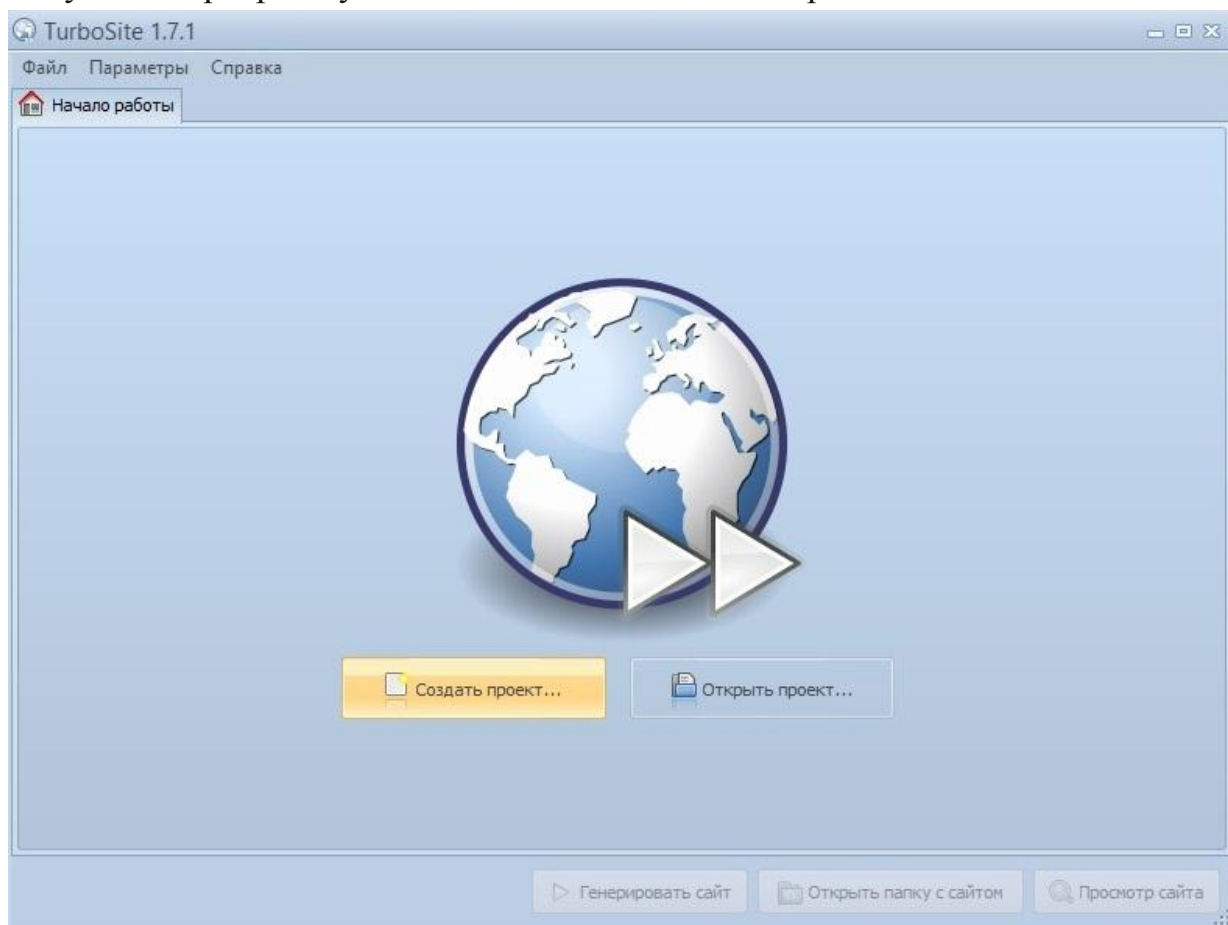 TurboSite 1.7.1
Файл Параметры Справка
Начало работы
Создать проект... Открыть проект...
Генерировать сайт Открыть папку с сайтом Просмотр сайта